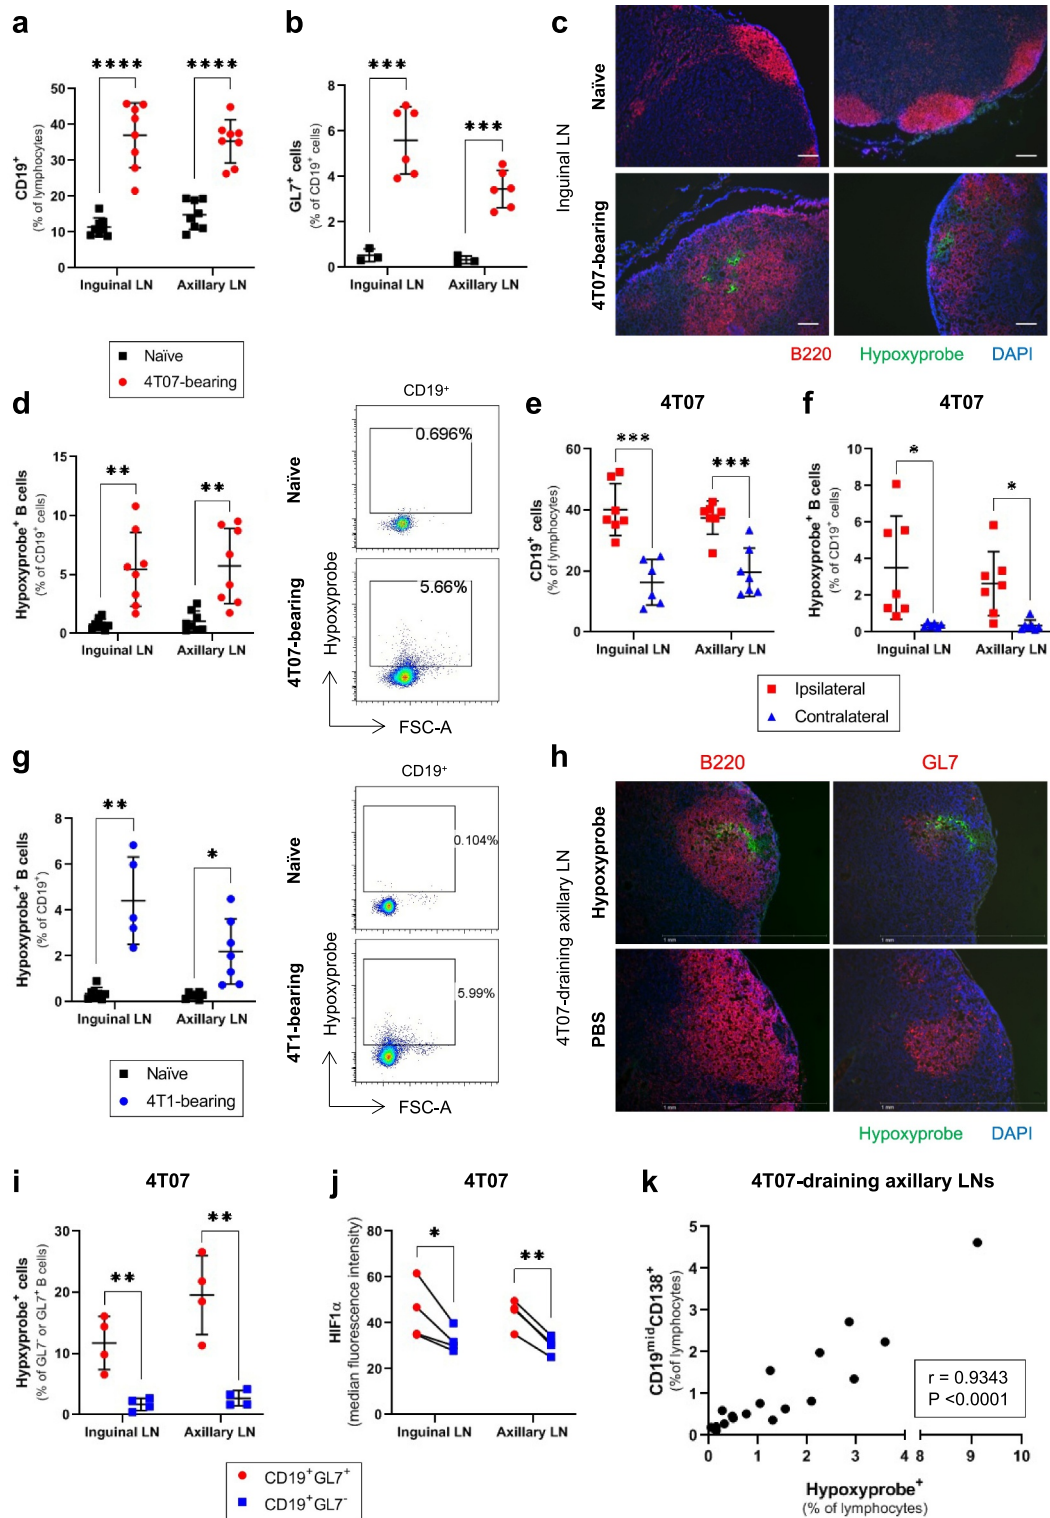 a
****
****
CD19⁺
(% of lymphocytes)
50
40
30
20
10
0
Inguinal LN
Axillary LN
b
***
***
GL7⁺ cells
(% of CD19⁺ cells)
8
6
4
2
0
Inguinal LN
Axillary LN
Naïve
4T07-bearing
c
Inguinal LN
Naïve
4T07-bearing
B220
Hypoxyprobe
DAPI
d
**
**
Hypoxyprobe⁺ B cells
(% of CD19⁺ cells)
15
10
5
0
Inguinal LN
Axillary LN
CD19⁺
Naïve
0.696%
4T07-bearing
5.66%
Hypoxyprobe
FSC-A
e
4T07
***
***
CD19⁺ cells
(% of lymphocytes)
60
40
20
0
Inguinal LN
Axillary LN
f
4T07
*
*
Hypoxyprobe⁺ B cells
(% of CD19⁺ cells)
10
8
6
4
2
0
Inguinal LN
Axillary LN
Ipsilateral
Contralateral
g
**
*
Hypoxyprobe⁺ B cells
(% of CD19⁺)
8
6
4
2
0
Inguinal LN
Axillary LN
Naïve
4T1-bearing
CD19⁺
Naïve
0.104%
4T1-bearing
5.99%
Hypoxyprobe
FSC-A
h
B220
GL7
4T07-draining axillary LN
Hypoxyprobe
PBS
1 mm
1 mm
1 mm
1 mm
Hypoxyprobe
DAPI
i
4T07
**
**
Hypxyprobe⁺ cells
(% of GL7⁻ or GL7⁺ B cells)
30
20
10
0
Inguinal LN
Axillary LN
j
4T07
*
**
HIF1α
(median fluorescence intensity)
80
60
40
20
0
Inguinal LN
Axillary LN
CD19⁺GL7⁺
CD19⁺GL7⁻
k
4T07-draining axillary LNs
CD19ᵐⁱᵈCD138⁺
(%of lymphocytes)
5
4
3
2
1
0
r = 0.9343
P <0.0001
0
1
2
3
4
8
9
10
Hypoxyprobe⁺
(% of lymphocytes)